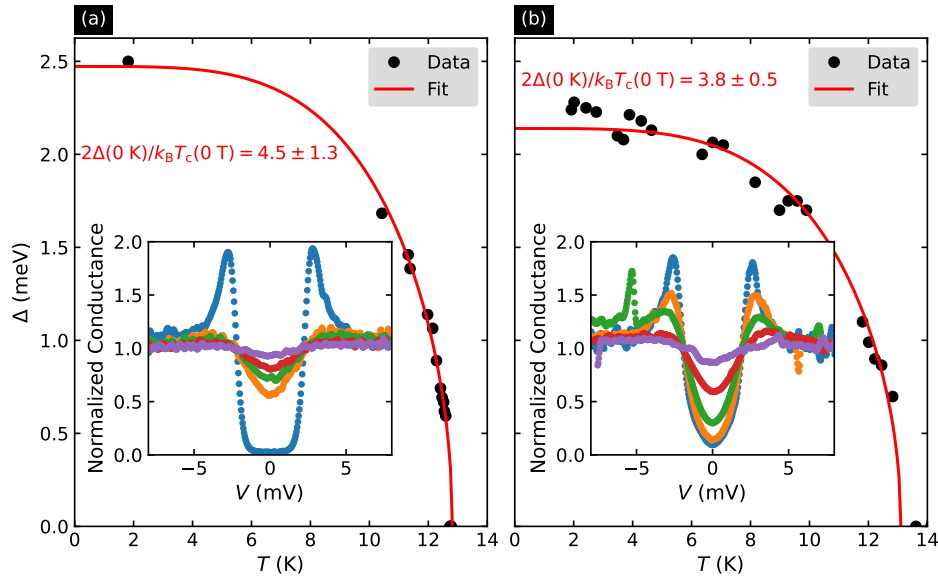 (a)
2.5
2.0
1.5
1.0
0.5
0.0
Δ (meV)
Data
Fit
2Δ(0 K)/k_BT_c(0 T) = 4.5 ± 1.3
2.0
1.5
1.0
0.5
0.0
Normalized Conductance
−5 0 5
V (mV)
0 2 4 6 8 10 12 14
T (K)
(b)
Data
Fit
2Δ(0 K)/k_BT_c(0 T) = 3.8 ± 0.5
2.0
1.5
1.0
0.5
0.0
Normalized Conductance
−5 0 5
V (mV)
0 2 4 6 8 10 12 14
T (K)